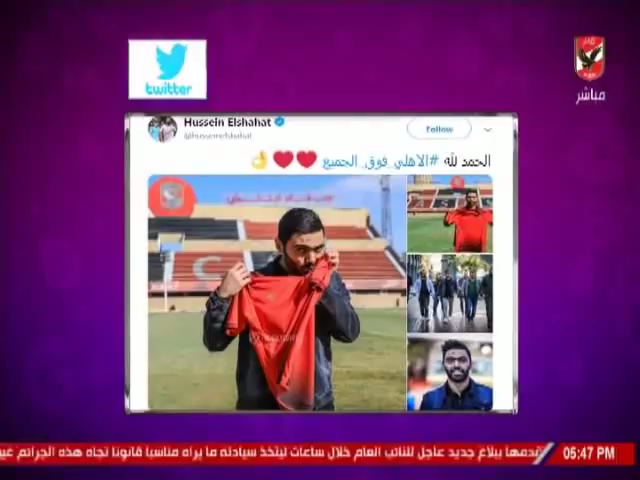 twitter
مباشر
Hussein Elshahat
Follow
الحمد لله #الاهلي_فوق_الجميع ❤❤👌
قدمها ببلاغ جديد عاجل للنائب العام خلال ساعات ليتخذ سيادته ما يراه مناسبا قانونا تجاه هذه الجرائم
05:47 PM